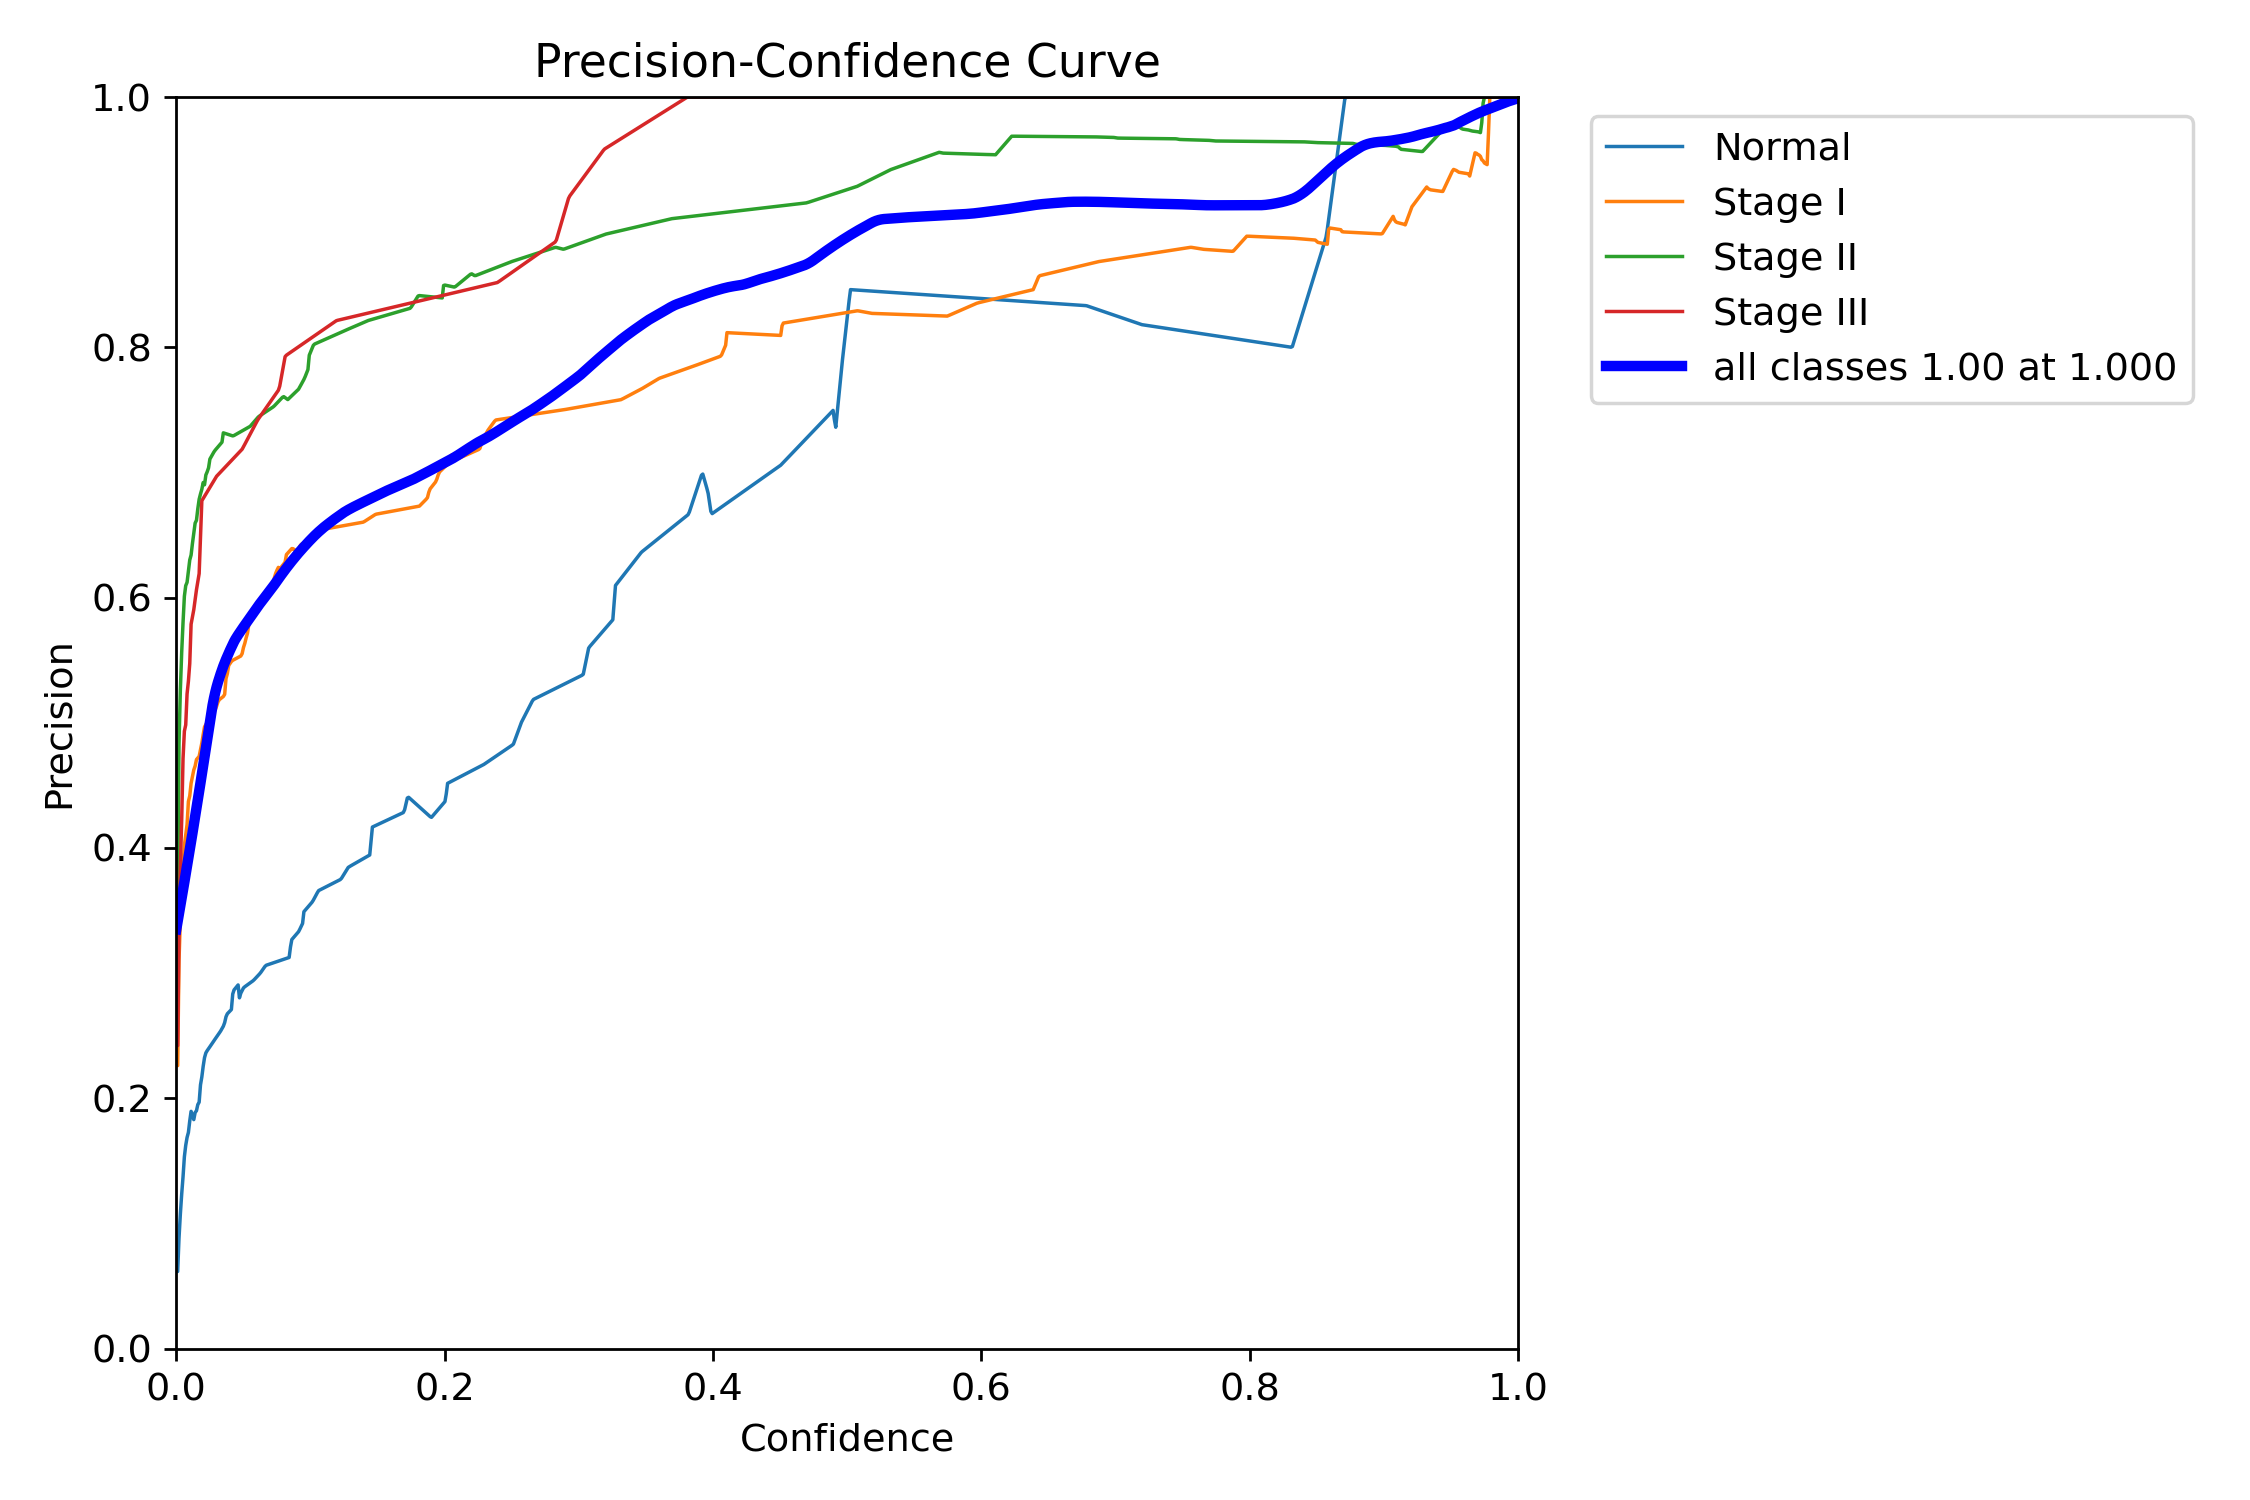 Precision-Confidence Curve
1.0
0.8
0.6
0.4
0.2
0.0
Precision
0.0 0.2 0.4 0.6 0.8 1.0
Confidence
Normal
Stage I
Stage II
Stage III
all classes 1.00 at 1.000